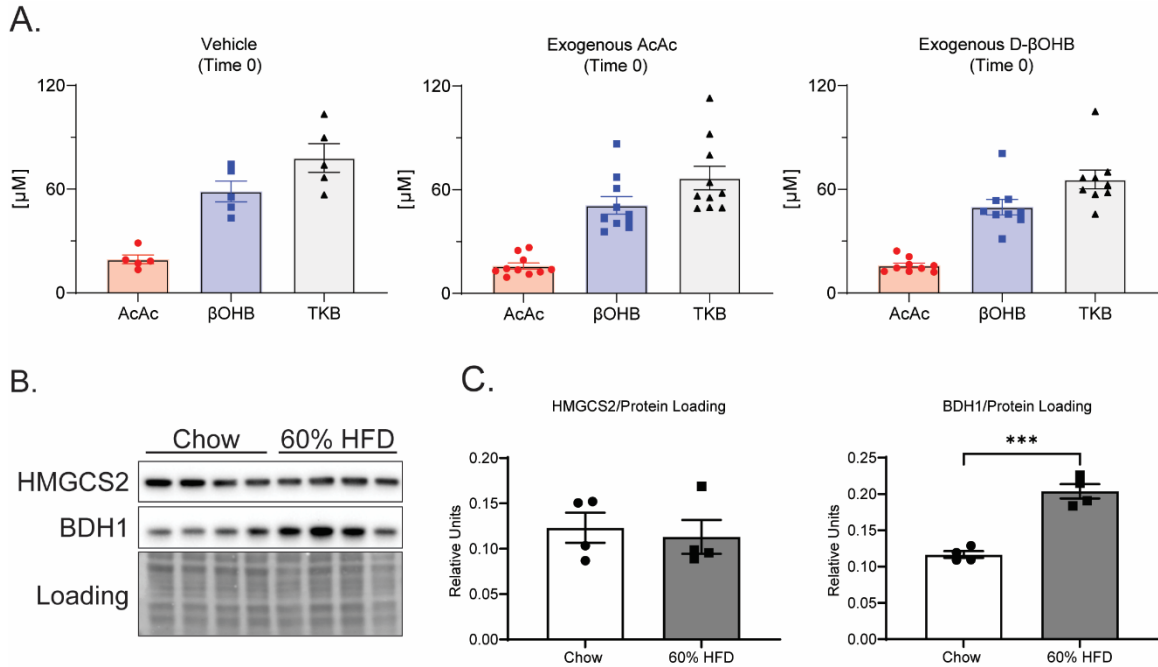 A.
Vehicle
(Time 0)
[µM]
120
60
0
AcAc
βOHB
TKB
Exogenous AcAc
(Time 0)
[µM]
120
60
0
AcAc
βOHB
TKB
Exogenous D-βOHB
(Time 0)
[µM]
120
60
0
AcAc
βOHB
TKB
B.
Chow
60% HFD
HMGCS2
BDH1
Loading
C.
HMGCS2/Protein Loading
Relative Units
0.20
0.15
0.10
0.05
0.00
Chow
60% HFD
BDH1/Protein Loading
***
Relative Units
0.25
0.20
0.15
0.10
0.05
0.00
Chow
60% HFD